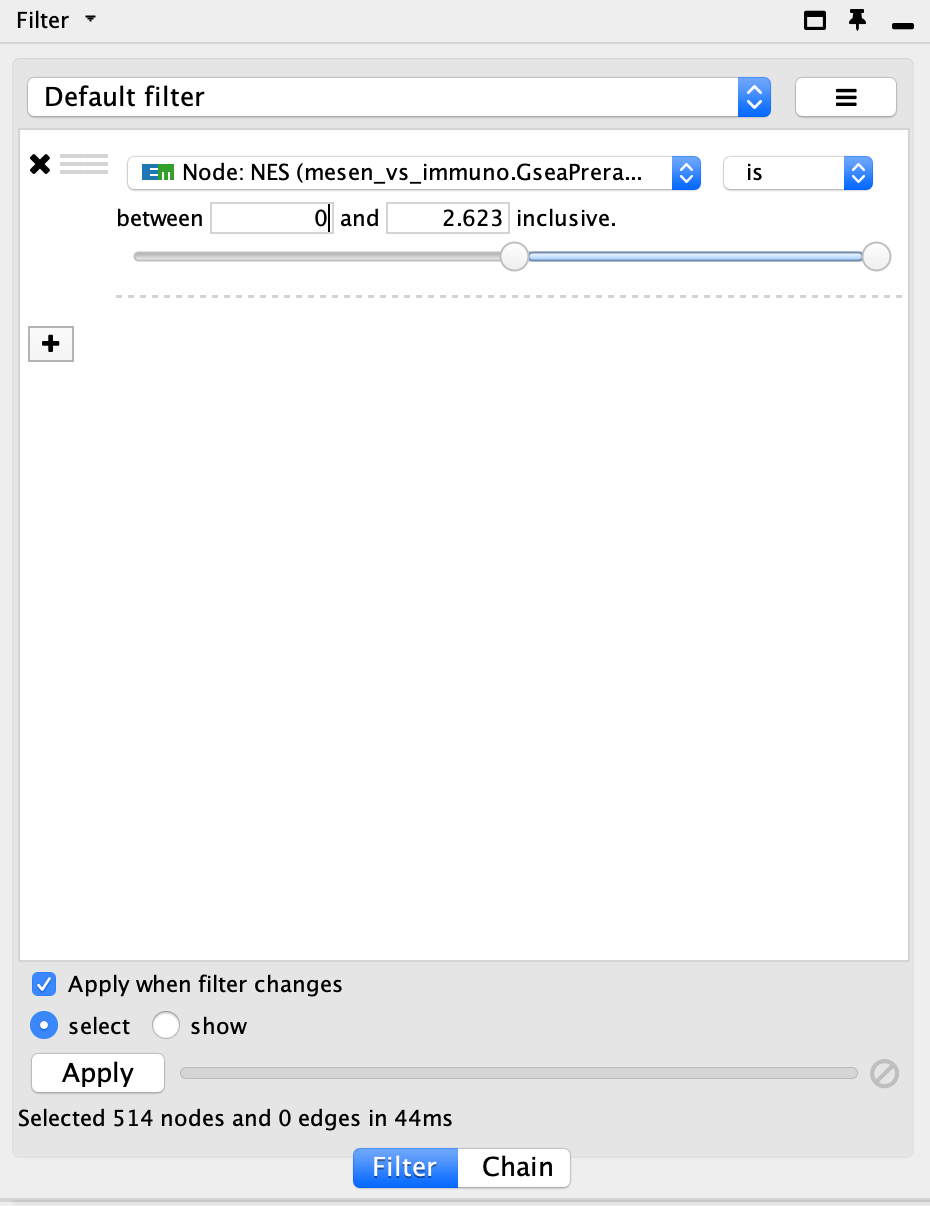 Filter
Default filter
EM Node: NES (mesen_vs_immuno.GseaPrera... is
between 0 and 2.623 inclusive.
Apply when filter changes
select show
Apply
Selected 514 nodes and 0 edges in 44ms
Filter Chain